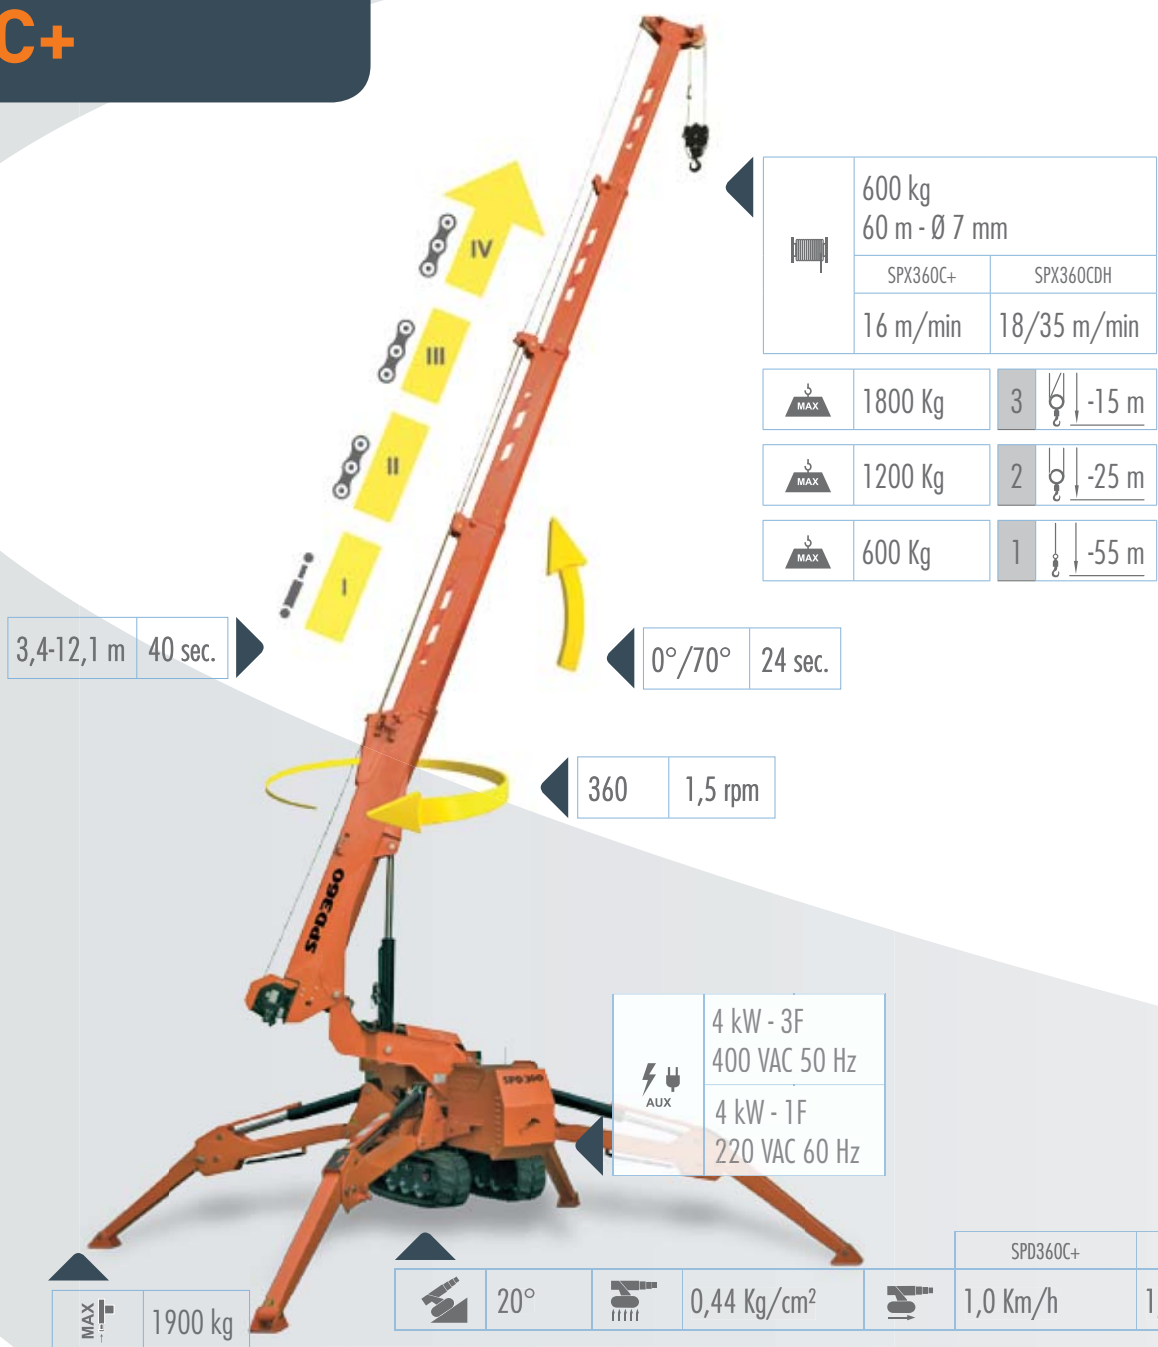 C+
600 kg
60 m - Ø 7 mm
SPX360C+ SPX360CDH
16 m/min 18/35 m/min
MAX 1800 Kg 3 -15 m
MAX 1200 Kg 2 -25 m
MAX 600 Kg 1 -55 m
IV
III
II
I
3,4-12,1 m 40 sec.
0°/70° 24 sec.
360 1,5 rpm
SPD360
SPD360
4 kW - 3F
400 VAC 50 Hz
AUX
4 kW - 1F
220 VAC 60 Hz
SPD360C+
MAX 1900 kg
20° 0,44 Kg/cm² 1,0 Km/h 1,